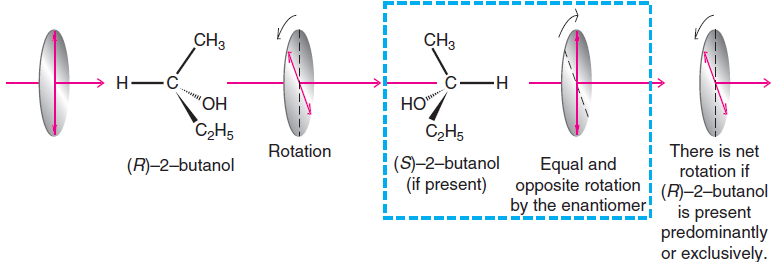 CH3
H C
OH
C2H5
(R)–2–butanol
Rotation
CH3
C H
HO
C2H5
(S)–2–butanol
(if present)
Equal and
opposite rotation
by the enantiomer
There is net
rotation if
(R)–2–butanol
is present
predominantly
or exclusively.